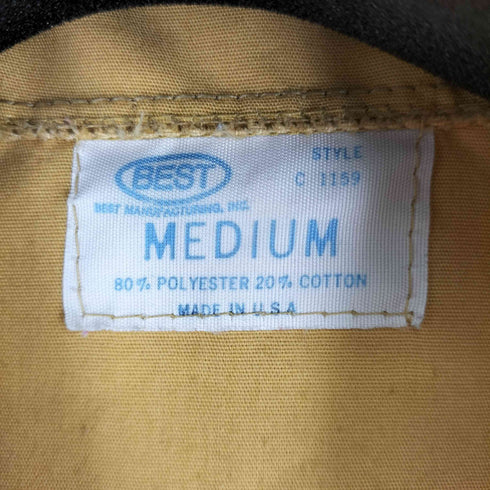 BEST
STYLE
C 1159
BEST MANUFACTURING, INC.
MEDIUM
80% POLYESTER 20% COTTON
MADE IN U.S.A